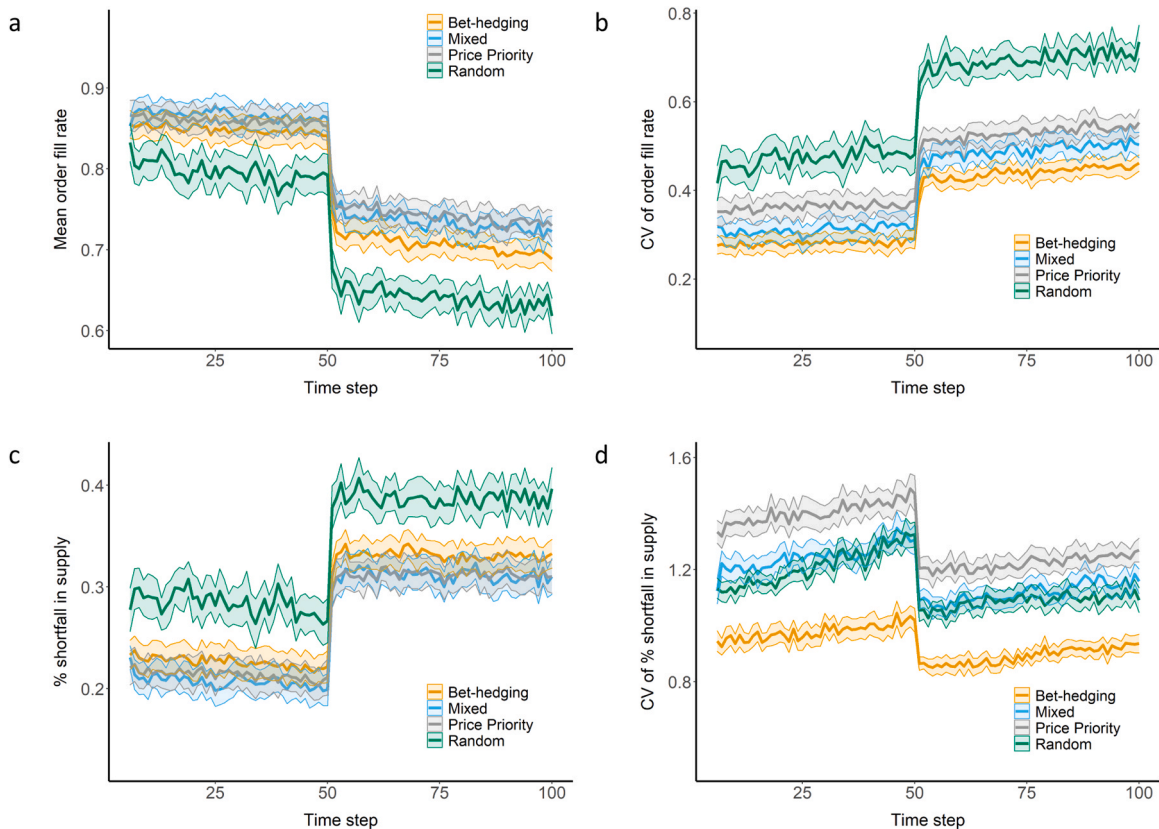 a
Bet-hedging
Mixed
Price Priority
Random
0.9
0.8
0.7
0.6
Mean order fill rate
25
50
75
100
Time step
b
0.8
0.6
0.4
0.2
CV of order fill rate
Bet-hedging
Mixed
Price Priority
Random
25
50
75
100
Time step
c
0.4
0.3
0.2
% shortfall in supply
Bet-hedging
Mixed
Price Priority
Random
25
50
75
100
Time step
d
1.6
1.2
0.8
CV of % shortfall in supply
Bet-hedging
Mixed
Price Priority
Random
25
50
75
100
Time step